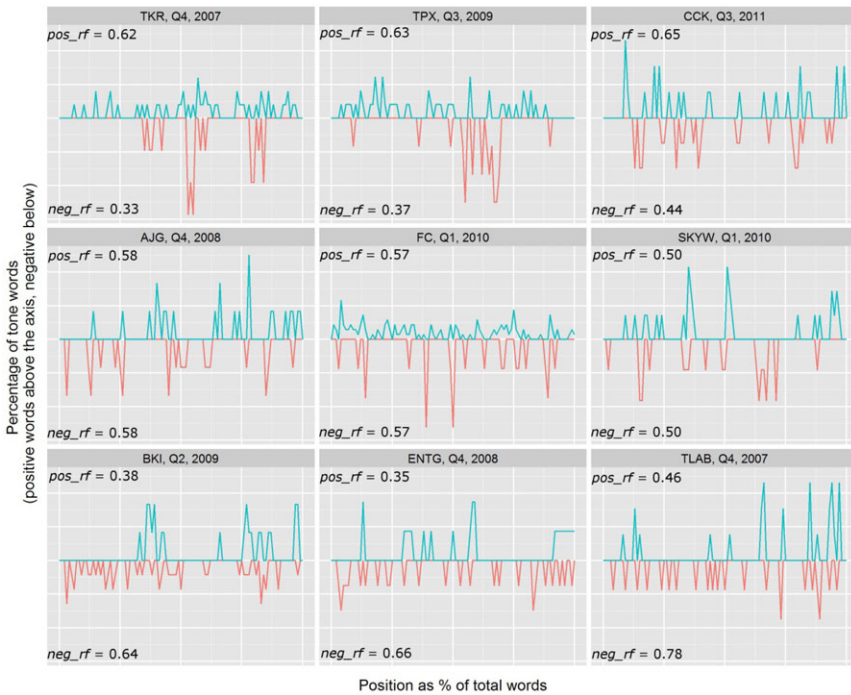 TKR, Q4, 2007
pos_rf = 0.62
neg_rf = 0.33
TPX, Q3, 2009
pos_rf = 0.63
neg_rf = 0.37
CCK, Q3, 2011
pos_rf = 0.65
neg_rf = 0.44
AJG, Q4, 2008
pos_rf = 0.58
neg_rf = 0.58
FC, Q1, 2010
pos_rf = 0.57
neg_rf = 0.57
SKYW, Q1, 2010
pos_rf = 0.50
neg_rf = 0.50
BKI, Q2, 2009
pos_rf = 0.38
neg_rf = 0.64
ENTG, Q4, 2008
pos_rf = 0.35
neg_rf = 0.66
TLAB, Q4, 2007
pos_rf = 0.46
neg_rf = 0.78
Percentage of tone words
(positive words above the axis, negative below)
Position as % of total words